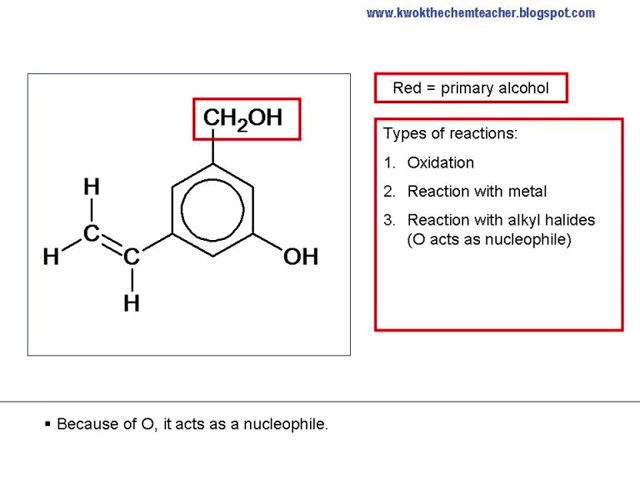 www.kwokthechemteacher.blogspot.com
Red = primary alcohol
CH₂OH
Types of reactions:
1. Oxidation
2. Reaction with metal
3. Reaction with alkyl halides
(O acts as nucleophile)
H
C
H
C
OH
H
▪ Because of O, it acts as a nucleophile.